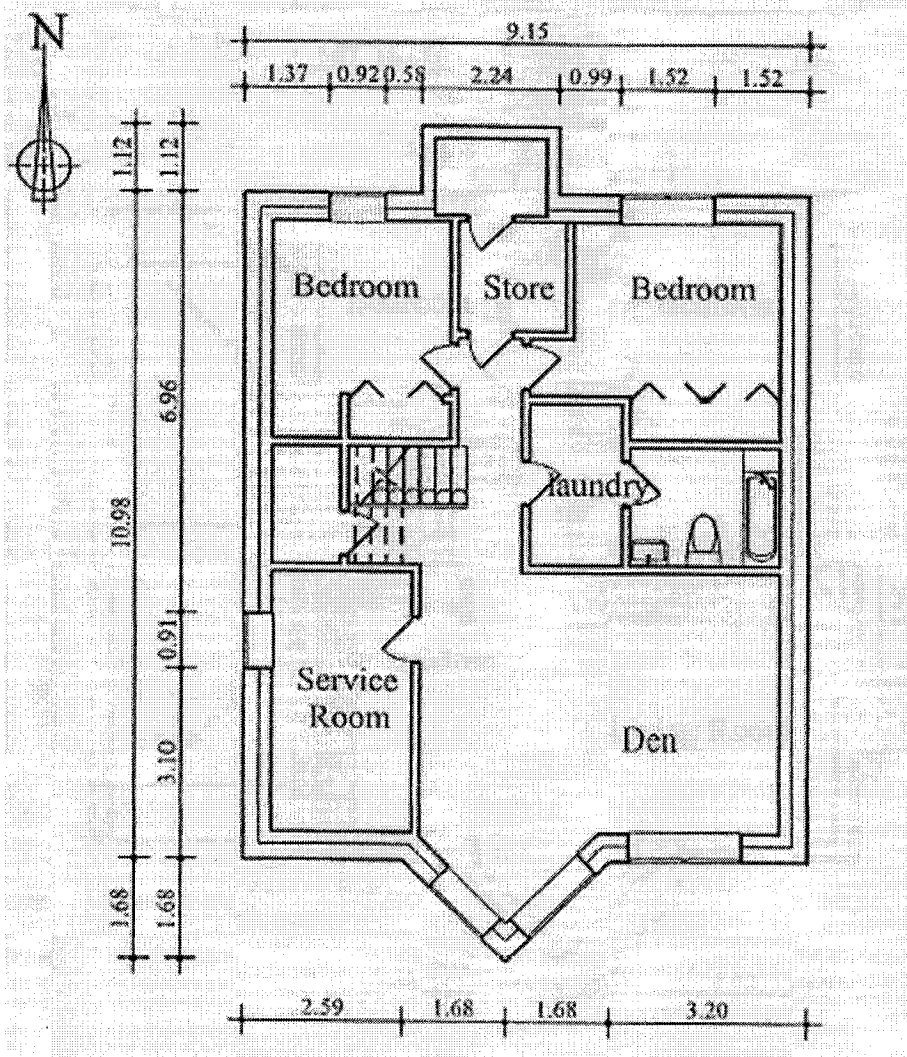 N
9.15
1.37 0.92 0.58 2.24 0.99 1.52 1.52
1.12
1.12
Bedroom
Store
Bedroom
6.96
laundry
10.98
0.91
Service
Room
Den
3.10
1.68
1.68
2.59 1.68 1.68 3.20